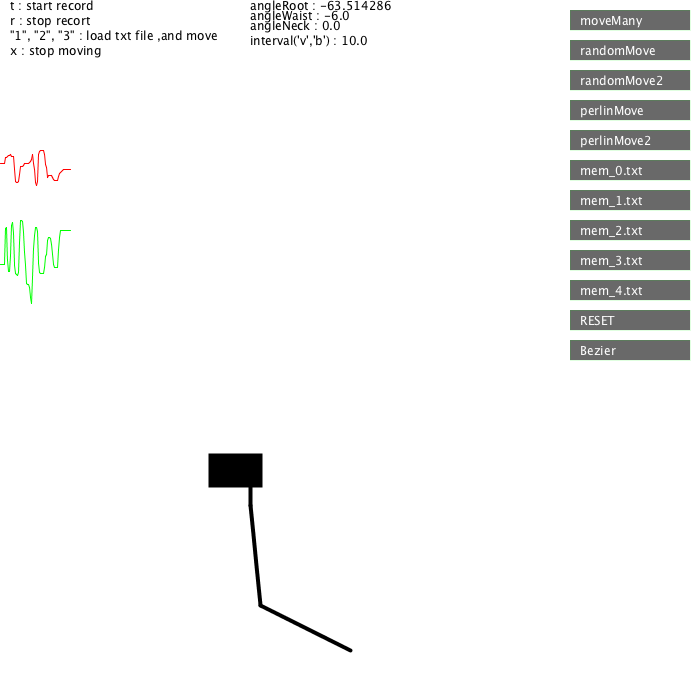 t : start record
r : stop recort
"1", "2", "3" : load txt file ,and move
x : stop moving
angleRoot : -63.514286
angleWaist : -6.0
angleNeck : 0.0
interval('v','b') : 10.0
moveMany
randomMove
randomMove2
perlinMove
perlinMove2
mem_0.txt
mem_1.txt
mem_2.txt
mem_3.txt
mem_4.txt
RESET
Bezier